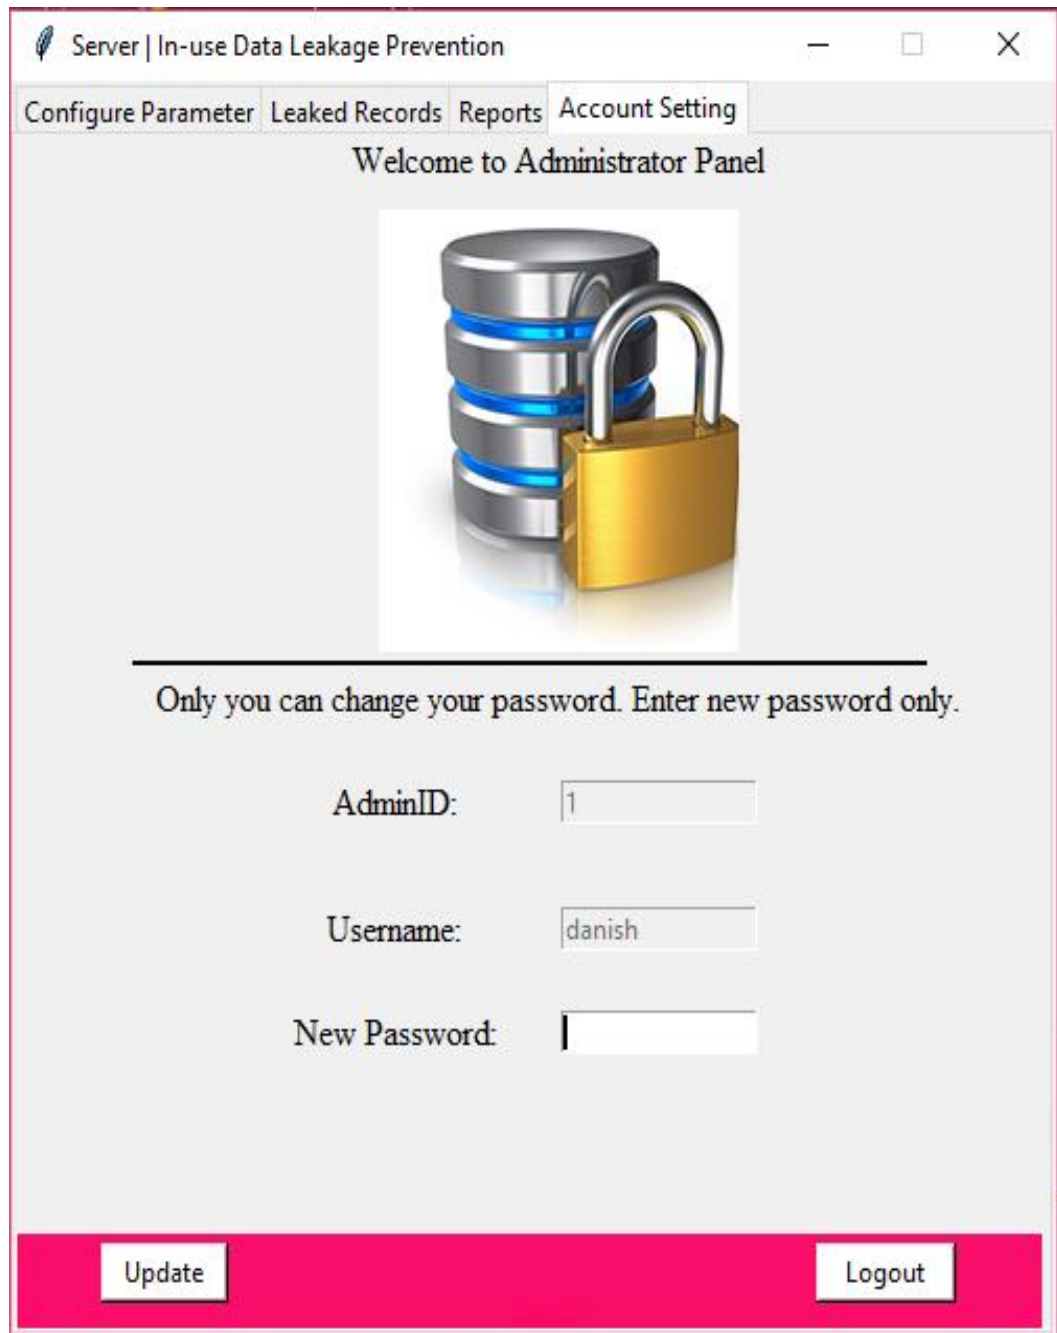 Server | In-use Data Leakage Prevention
Configure Parameter Leaked Records Reports Account Setting
Welcome to Administrator Panel
Only you can change your password. Enter new password only.
AdminID: 1
Username: danish
New Password:
Update Logout